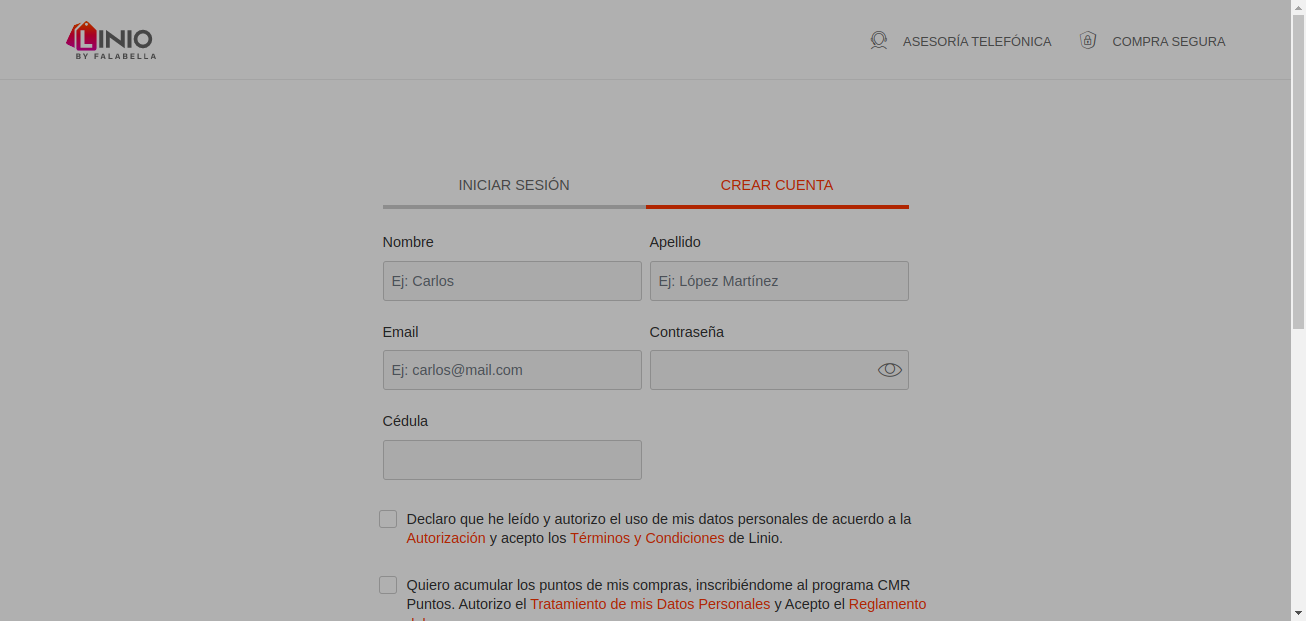 LINIO
BY FALABELLA
ASESORÍA TELEFÓNICA
COMPRA SEGURA
INICIAR SESIÓN
CREAR CUENTA
Nombre
Apellido
Ej: Carlos
Ej: López Martínez
Email
Contraseña
Ej: carlos@mail.com
Cédula
Declaro que he leído y autorizo el uso de mis datos personales de acuerdo a la
Autorización y acepto los Términos y Condiciones de Linio.
Quiero acumular los puntos de mis compras, inscribiéndome al programa CMR
Puntos. Autorizo el Tratamiento de mis Datos Personales y Acepto el Reglamento